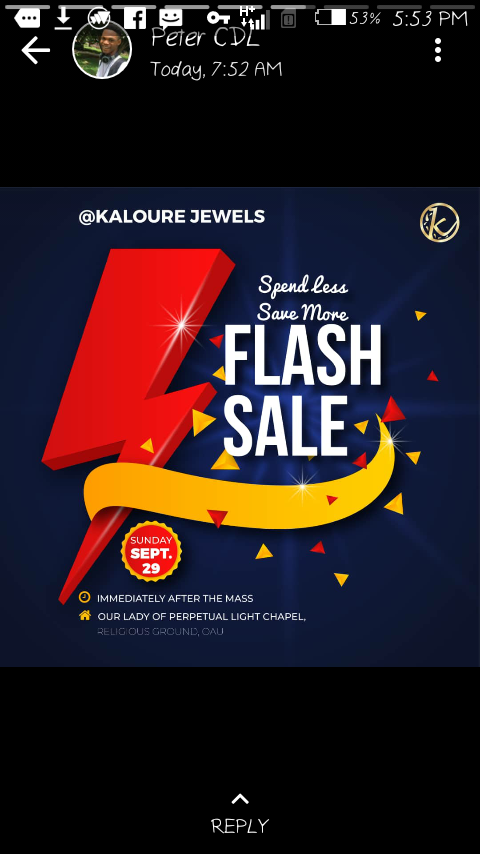 53% 5:53 PM
Peter CDL
Today, 7:52 AM
@KALOURE JEWELS
Spend Less
Save More
FLASH
SALE
SUNDAY
SEPT.
29
IMMEDIATELY AFTER THE MASS
OUR LADY OF PERPETUAL LIGHT CHAPEL,
RELIGIOUS GROUND, OAU
REPLY